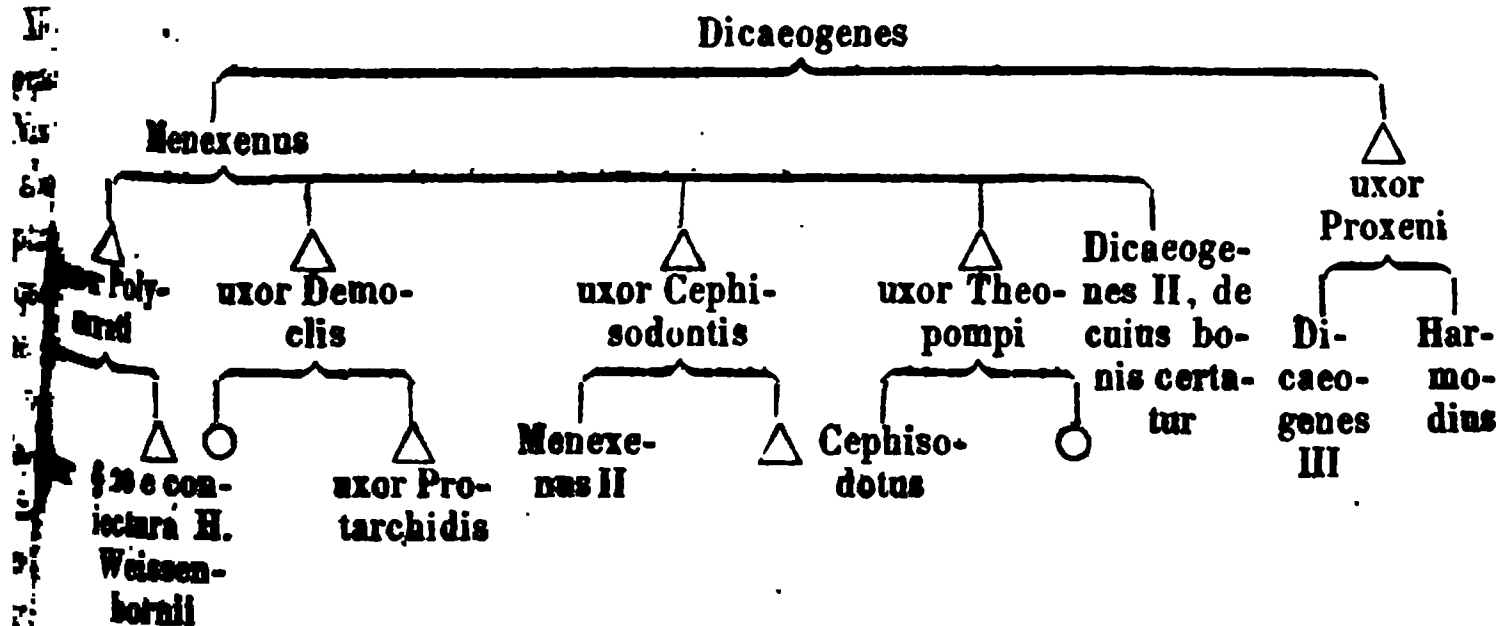 Dicaeogenes
Menexenus
uxor
Proxeni
Poly-
uxor Demo-
clis
uxor Cephi-
sodontis
uxor Theo-
pompi
Dicaeoge-
nes II, de
cuius bo-
nis certa-
tur
Di-
caeo-
genes
III
Har-
mo-
dius
§ 20 e con-
iectura H.
Weissen-
bornii
uxor Pro-
tarchidis
Menexe-
nus II
Cephiso-
dotus